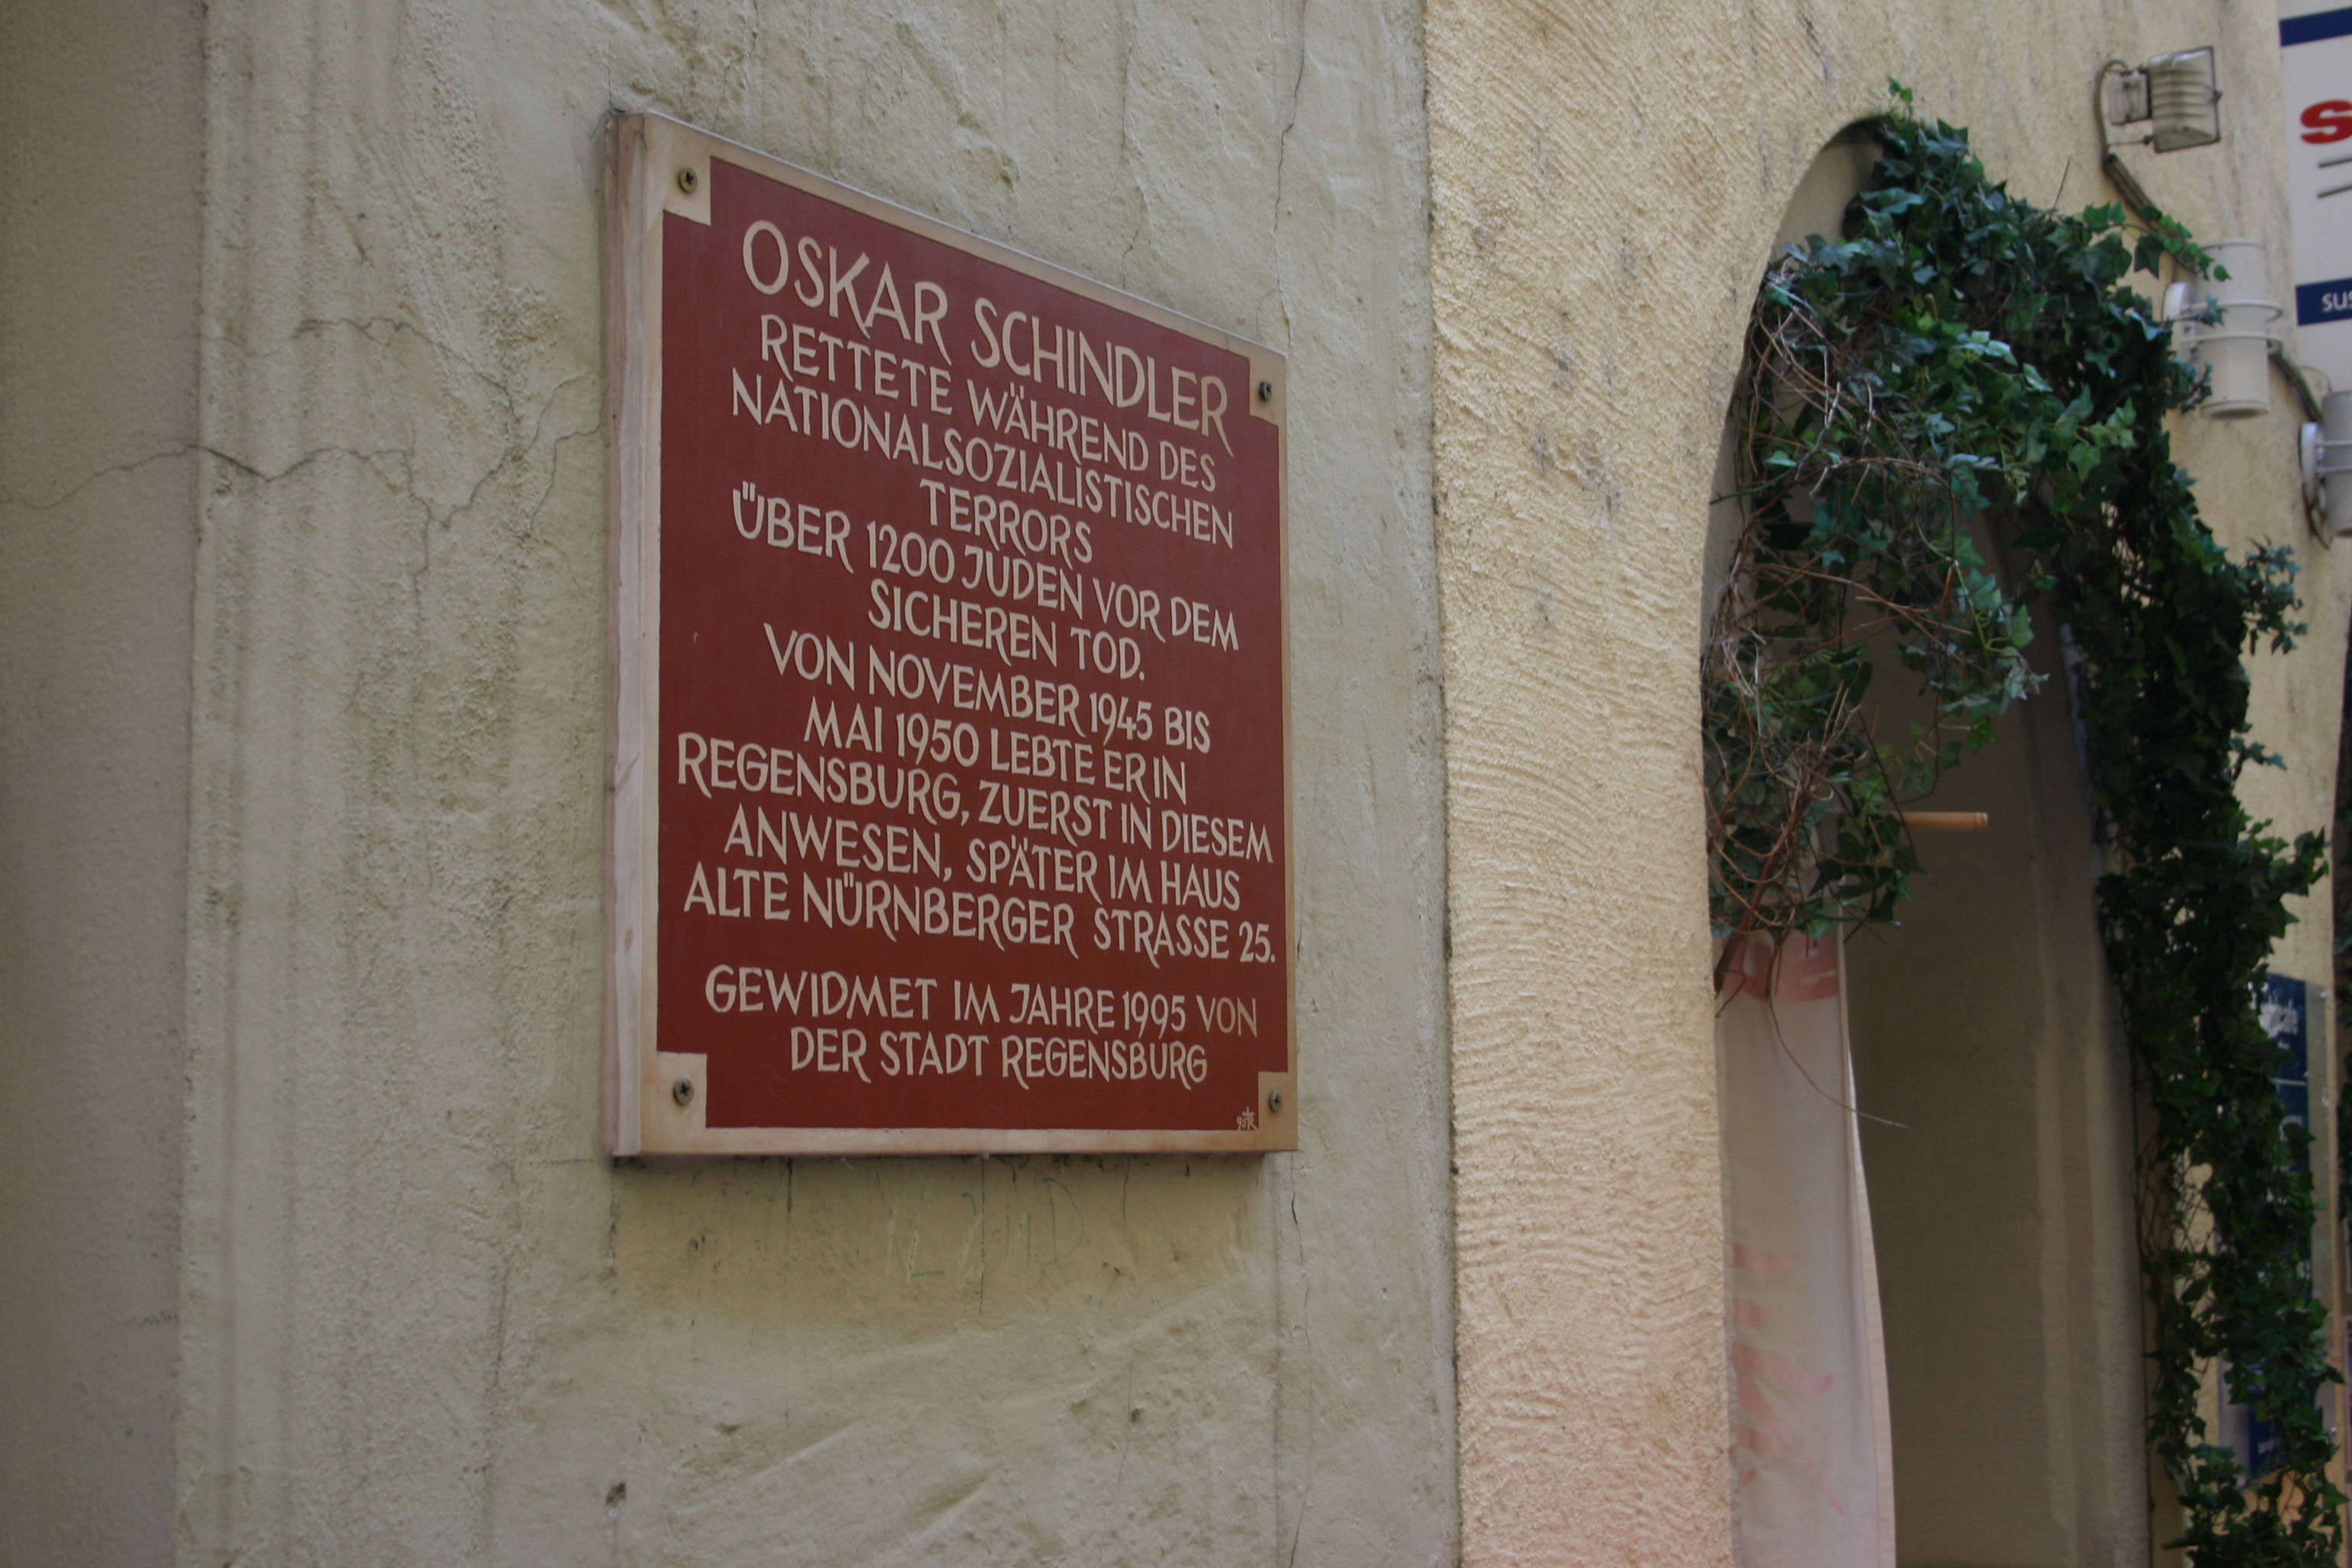 OSKAR SCHINDLER
RETTETE WÄHREND DES
NATIONALSOZIALISTISCHEN
TERRORS
ÜBER 1200 JUDEN VOR DEM
SICHEREN TOD.
VON NOVEMBER 1945 BIS
MAI 1950 LEBTE ER IN
REGENSBURG, ZUERST IN DIESEM
ANWESEN, SPÄTER IM HAUS
ALTE NÜRNBERGER STRASSE 25.
GEWIDMET IM JAHRE 1995 VON
DER STADT REGENSBURG